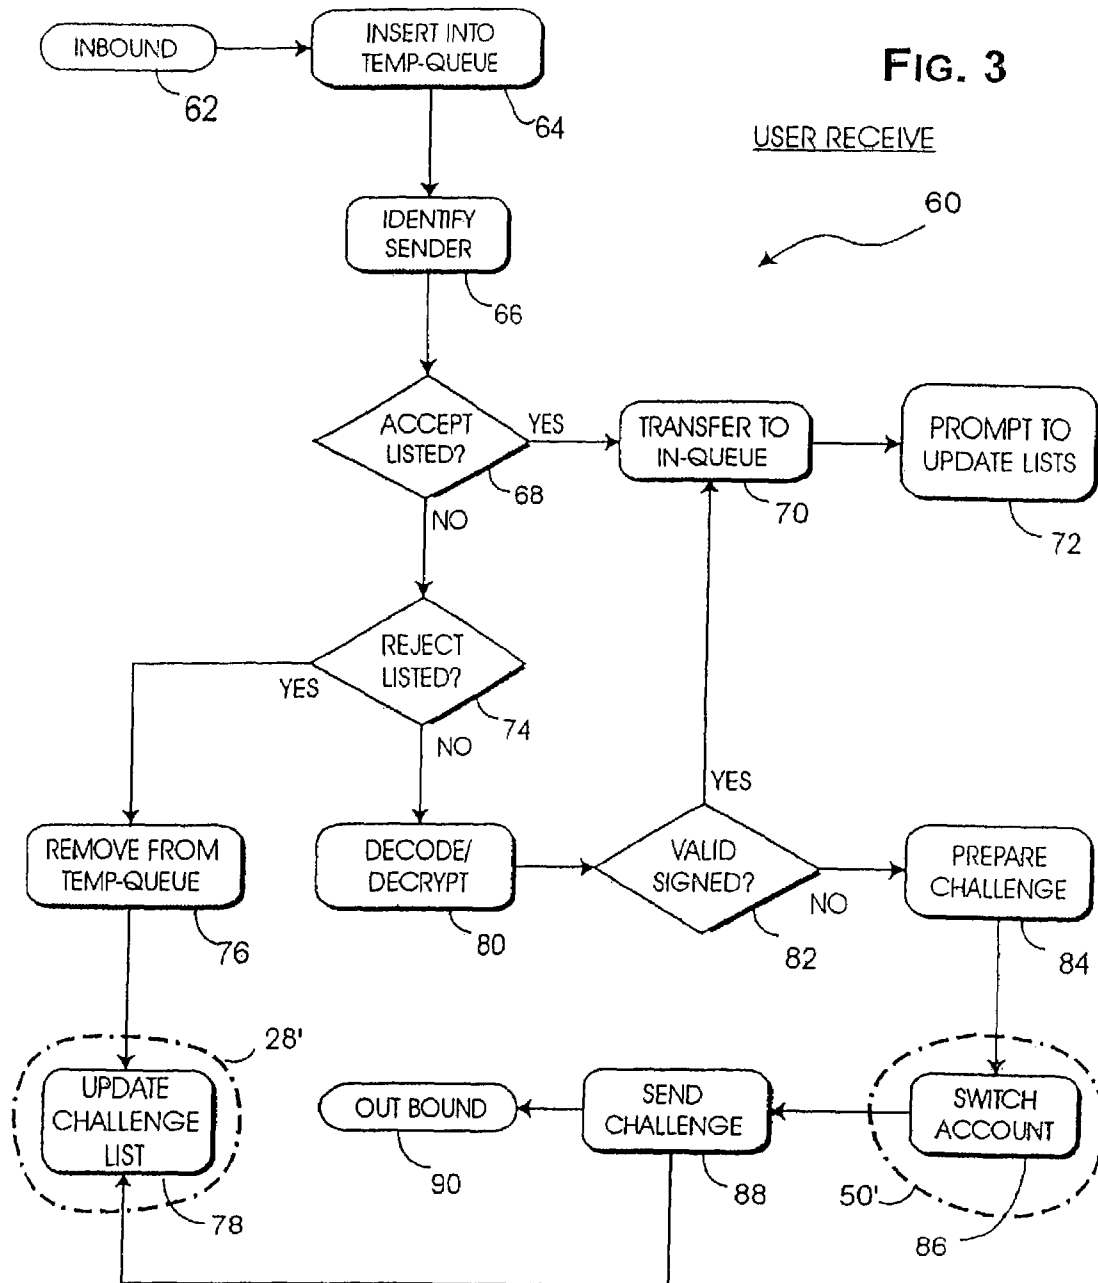 INBOUND
62
INSERT INTO
TEMP-QUEUE
64
FIG. 3
USER RECEIVE
60
IDENTIFY
SENDER
66
ACCEPT
LISTED?
68
YES
NO
TRANSFER TO
IN-QUEUE
70
PROMPT TO
UPDATE LISTS
72
REJECT
LISTED?
74
YES
NO
REMOVE FROM
TEMP-QUEUE
76
DECODE/
DECRYPT
80
VALID
SIGNED?
82
YES
NO
PREPARE
CHALLENGE
84
28'
UPDATE
CHALLENGE
LIST
78
OUT BOUND
90
SEND
CHALLENGE
88
SWITCH
ACCOUNT
50'
86